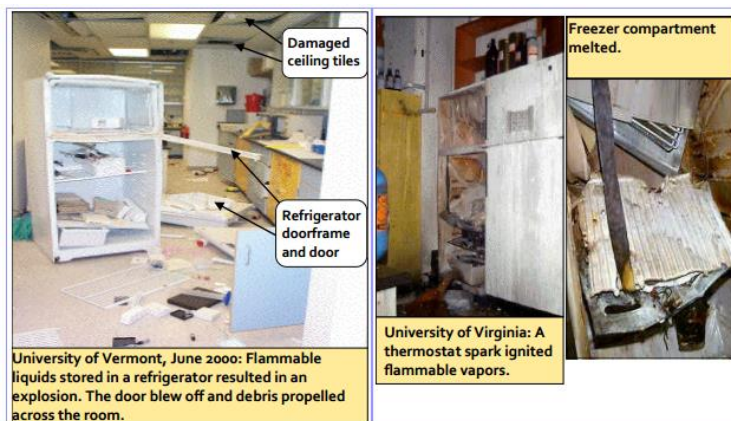 Damaged
ceiling tiles
Refrigerator
doorframe
and door
University of Vermont, June 2000: Flammable
liquids stored in a refrigerator resulted in an
explosion. The door blew off and debris propelled
across the room.
University of Virginia: A
thermostat spark ignited
flammable vapors.
Freezer compartment
melted.